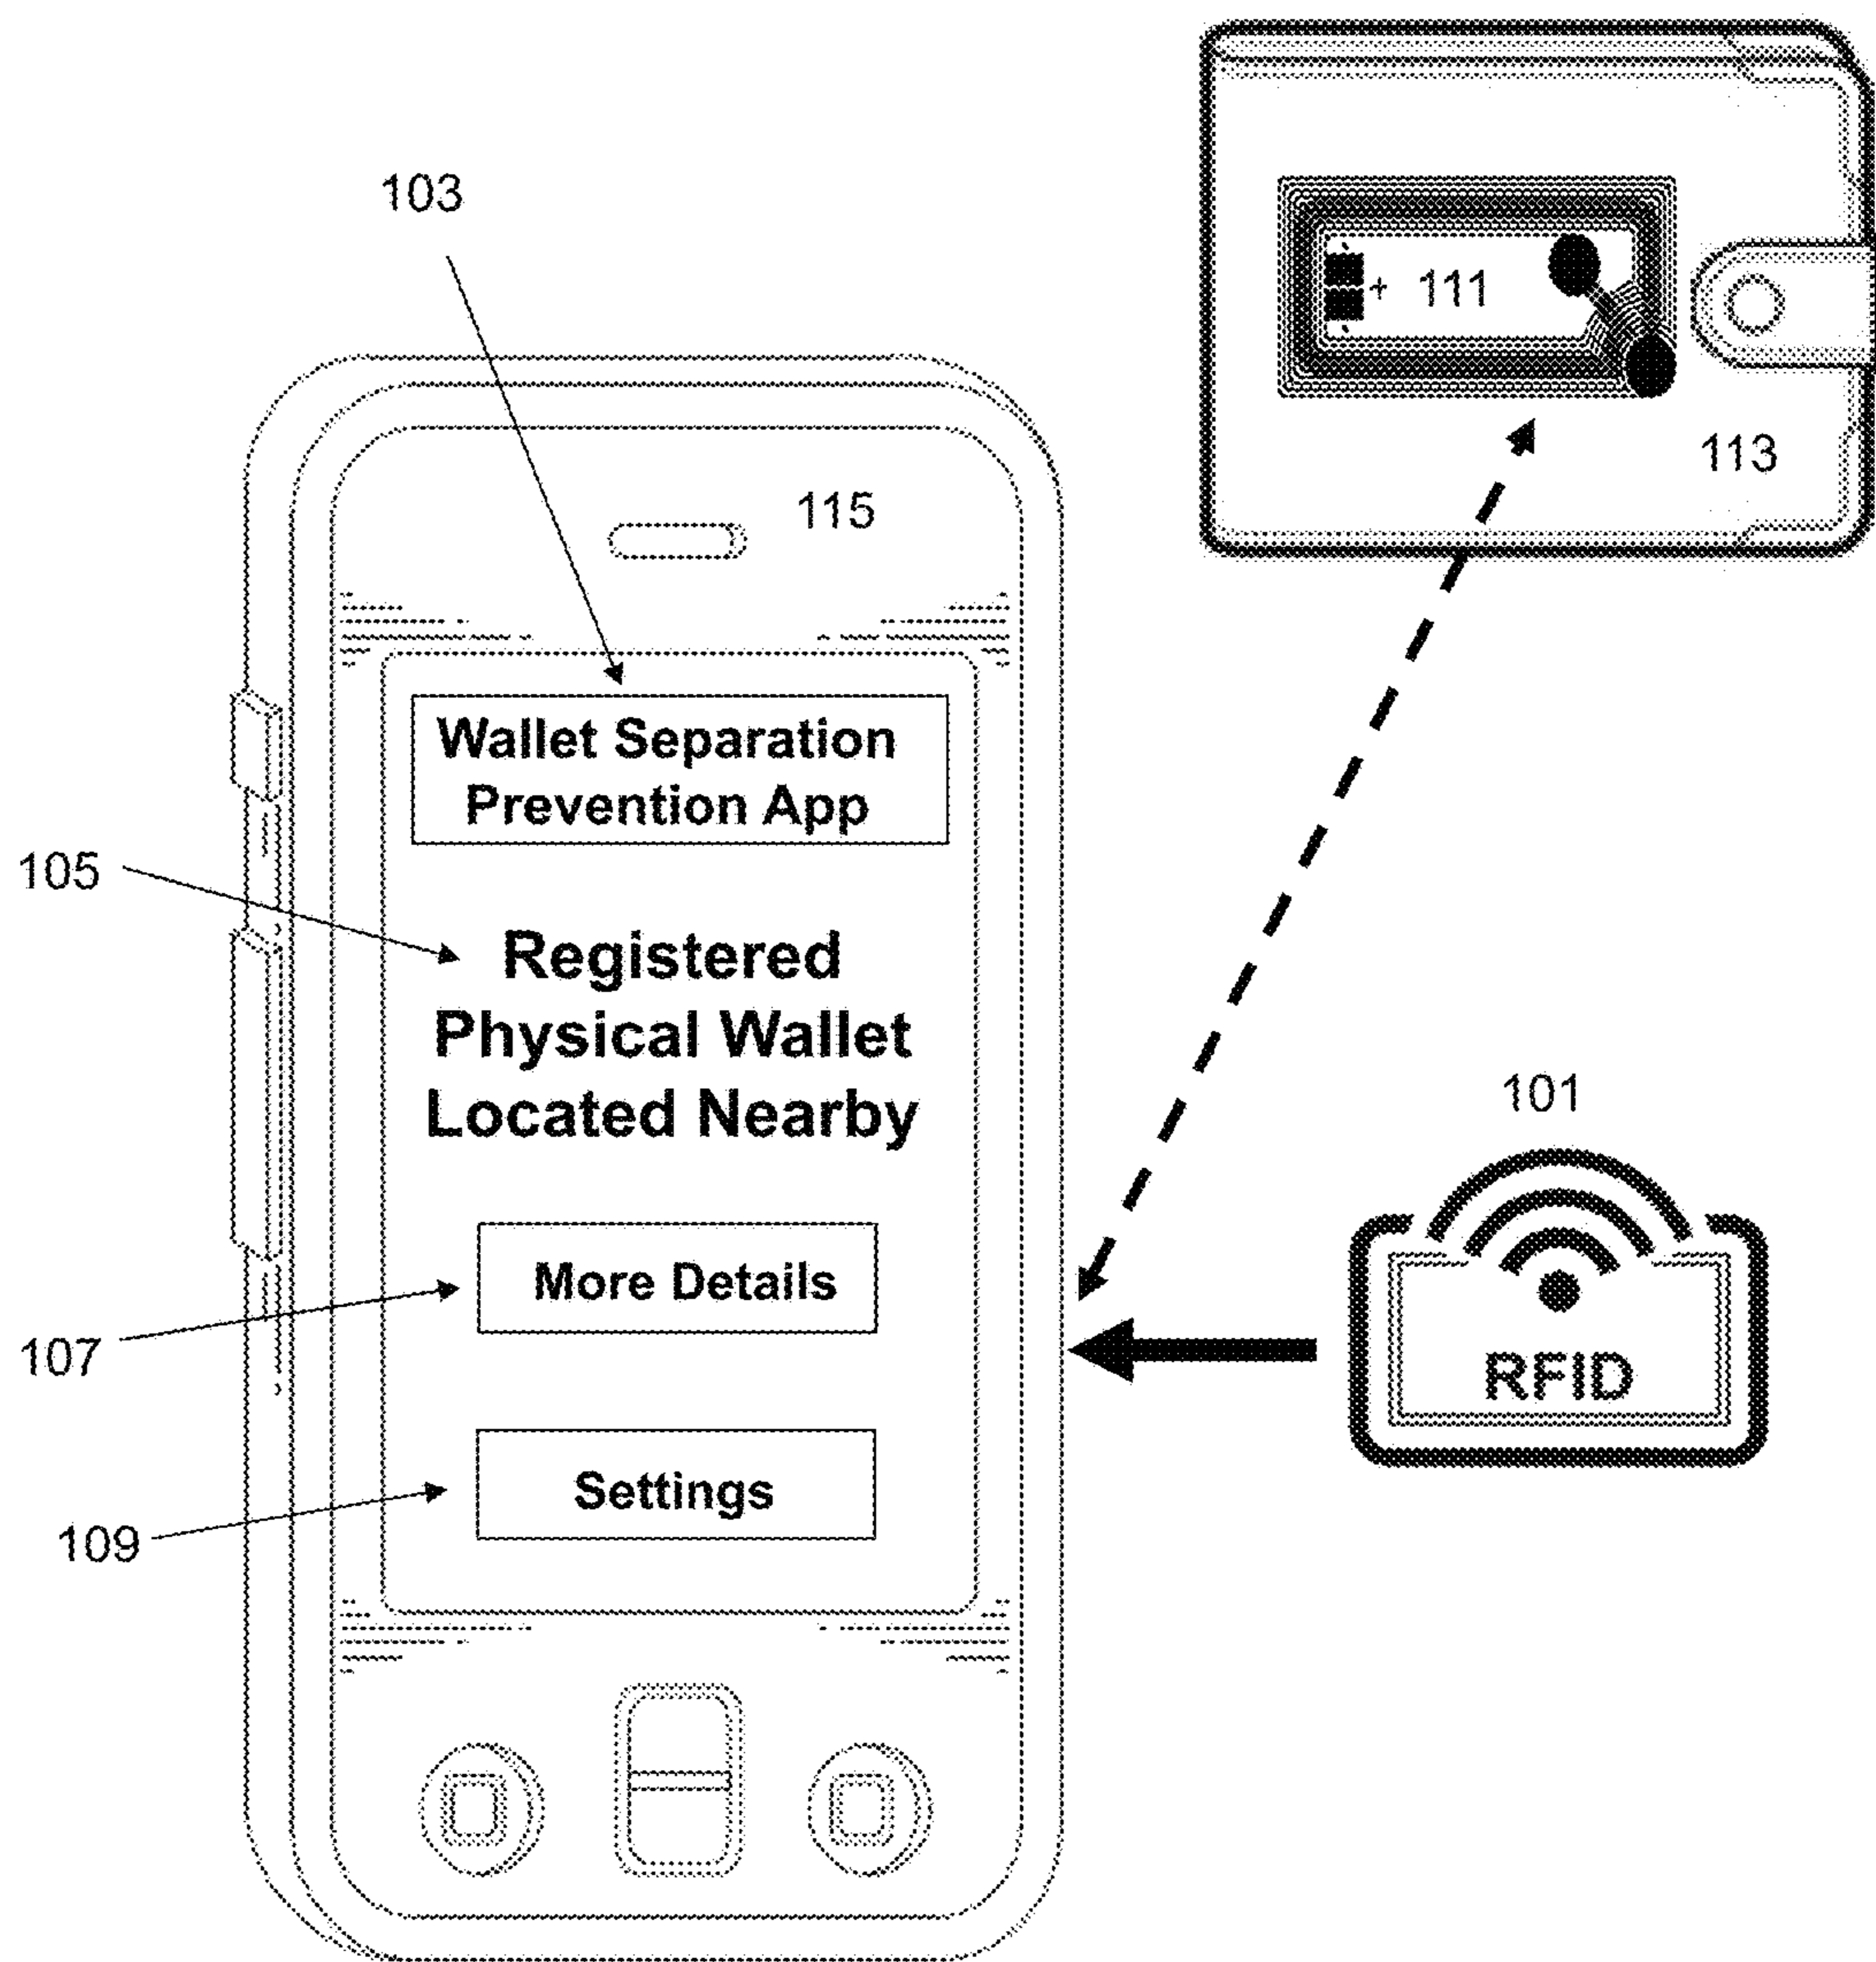 103
111
113
115
Wallet Separation
Prevention App
105
Registered
Physical Wallet
Located Nearby
101
More Details
107
RFID
Settings
109